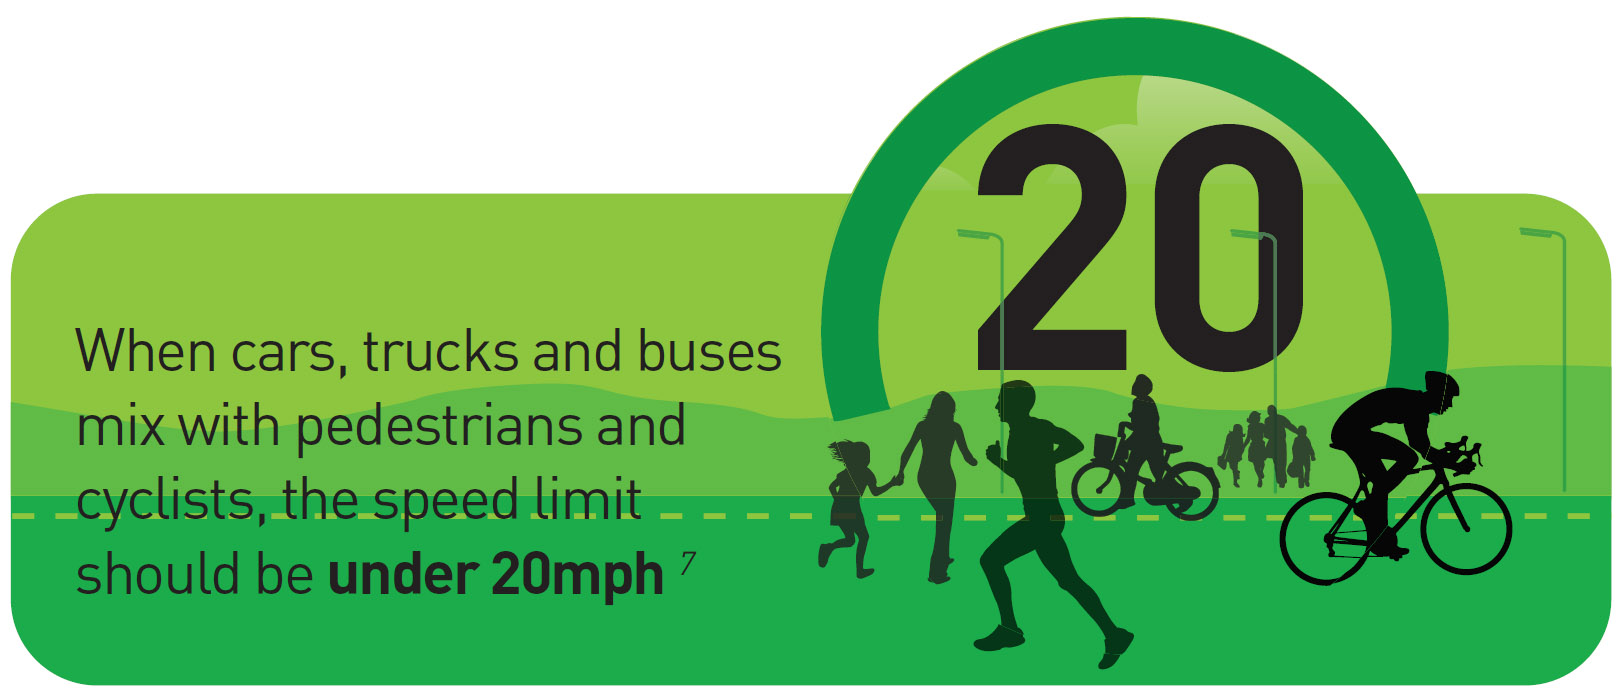 20
When cars, trucks and buses
mix with pedestrians and
cyclists, the speed limit
should be under 20mph 7